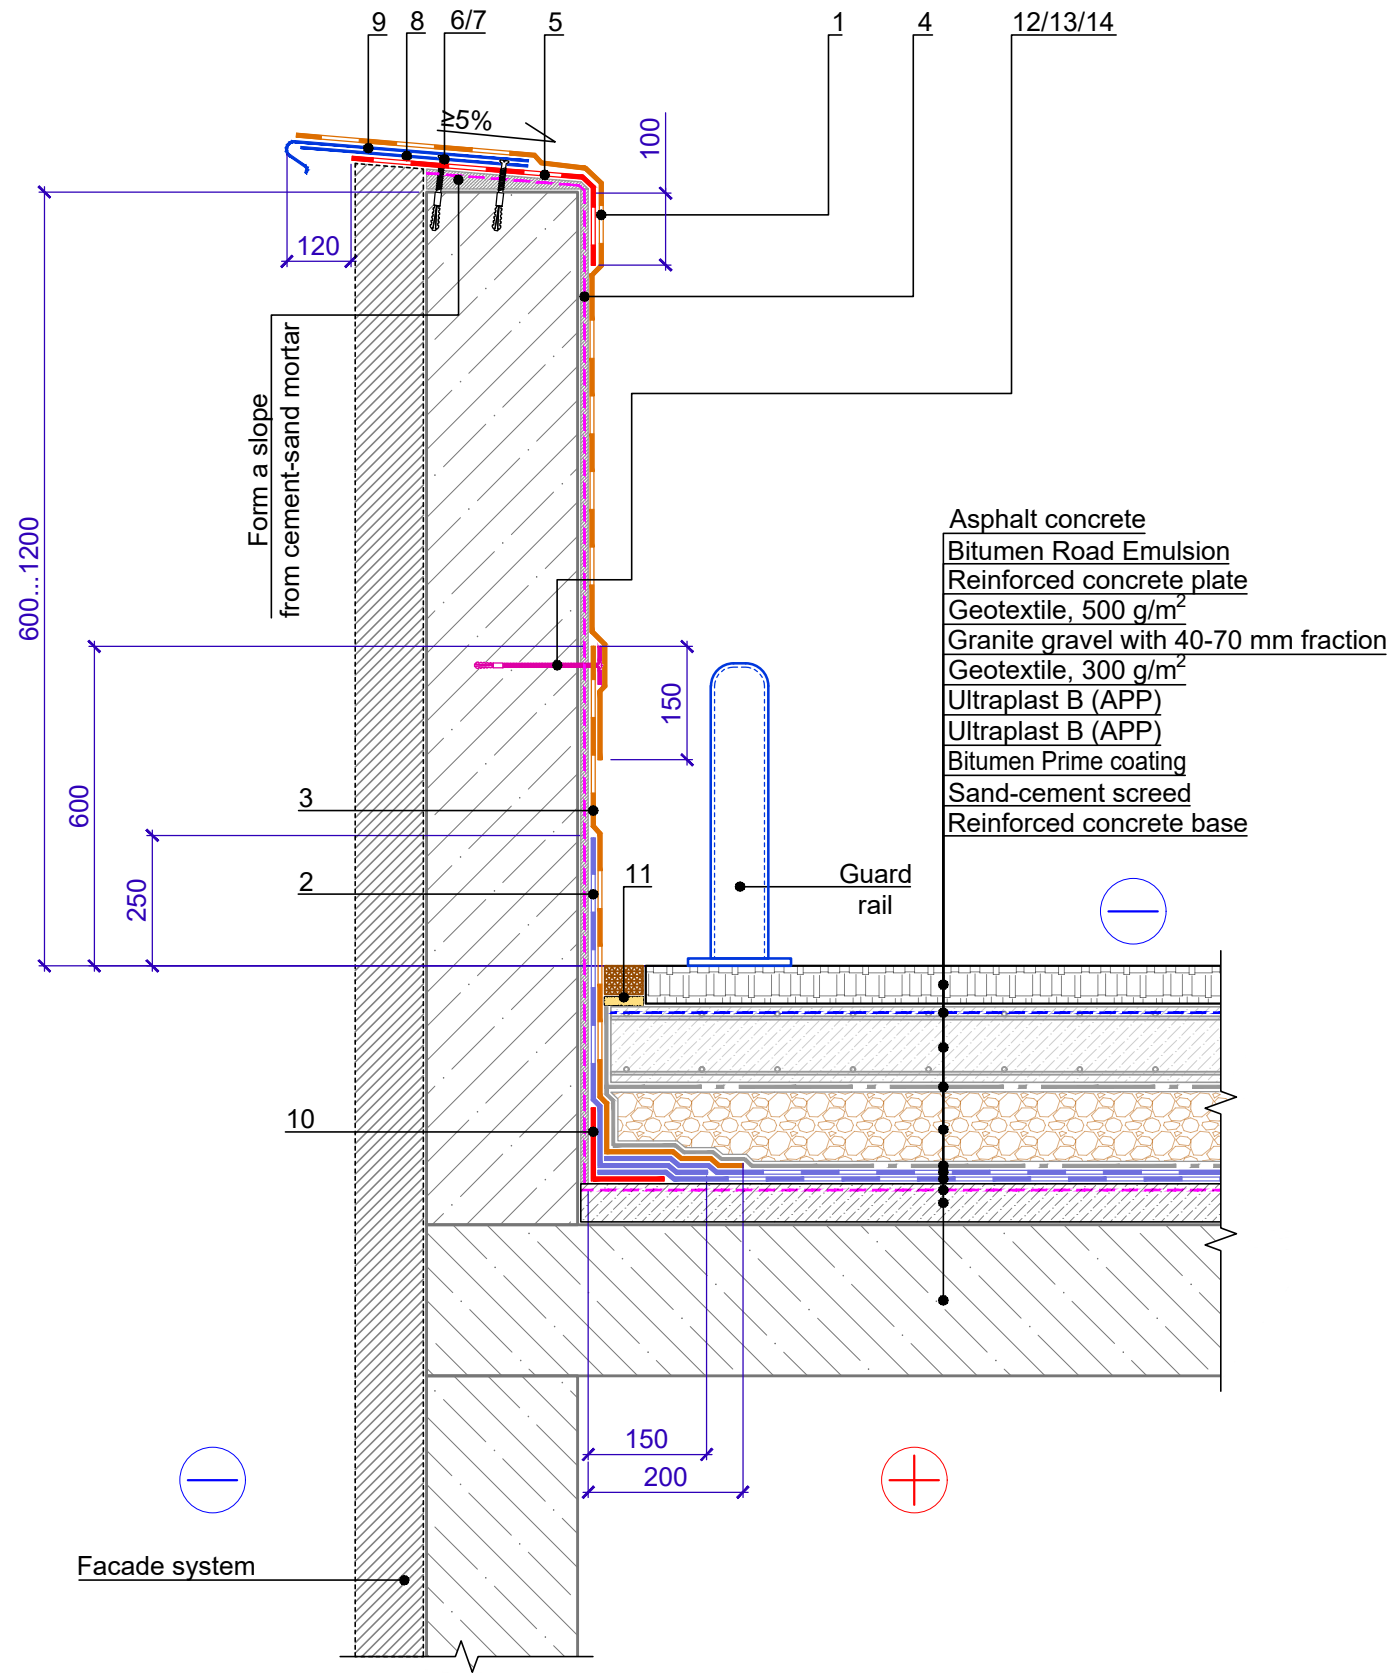 9
8
6/7
5
1
4
12/13/14
≥5%
100
120
Form a slope
from cement-sand mortar
600...1200
600
250
150
3
2
11
10
Guard
rail
Asphalt concrete
Bitumen Road Emulsion
Reinforced concrete plate
Geotextile, 500 g/m²
Granite gravel with 40-70 mm fraction
Geotextile, 300 g/m²
Ultraplast B (APP)
Ultraplast B (APP)
Bitumen Prime coating
Sand-cement screed
Reinforced concrete base
150
200
Facade system